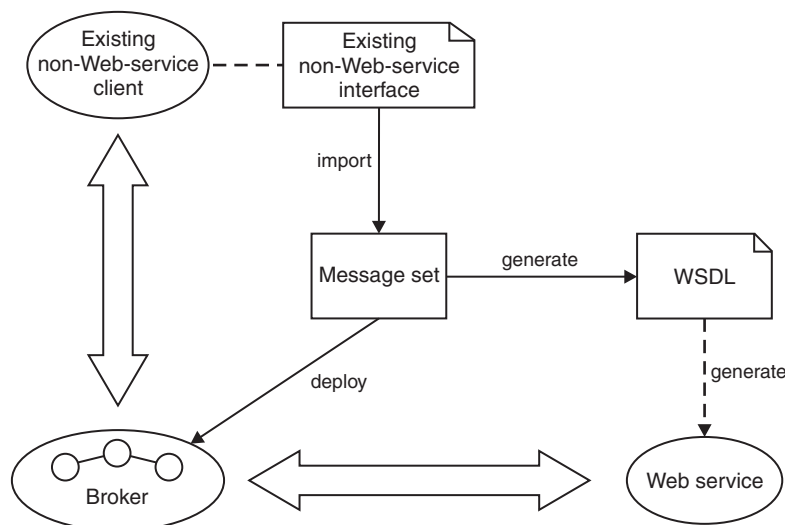 Existing
non-Web-service
client
Existing
non-Web-service
interface
import
Message set
generate
WSDL
deploy
generate
Broker
Web service